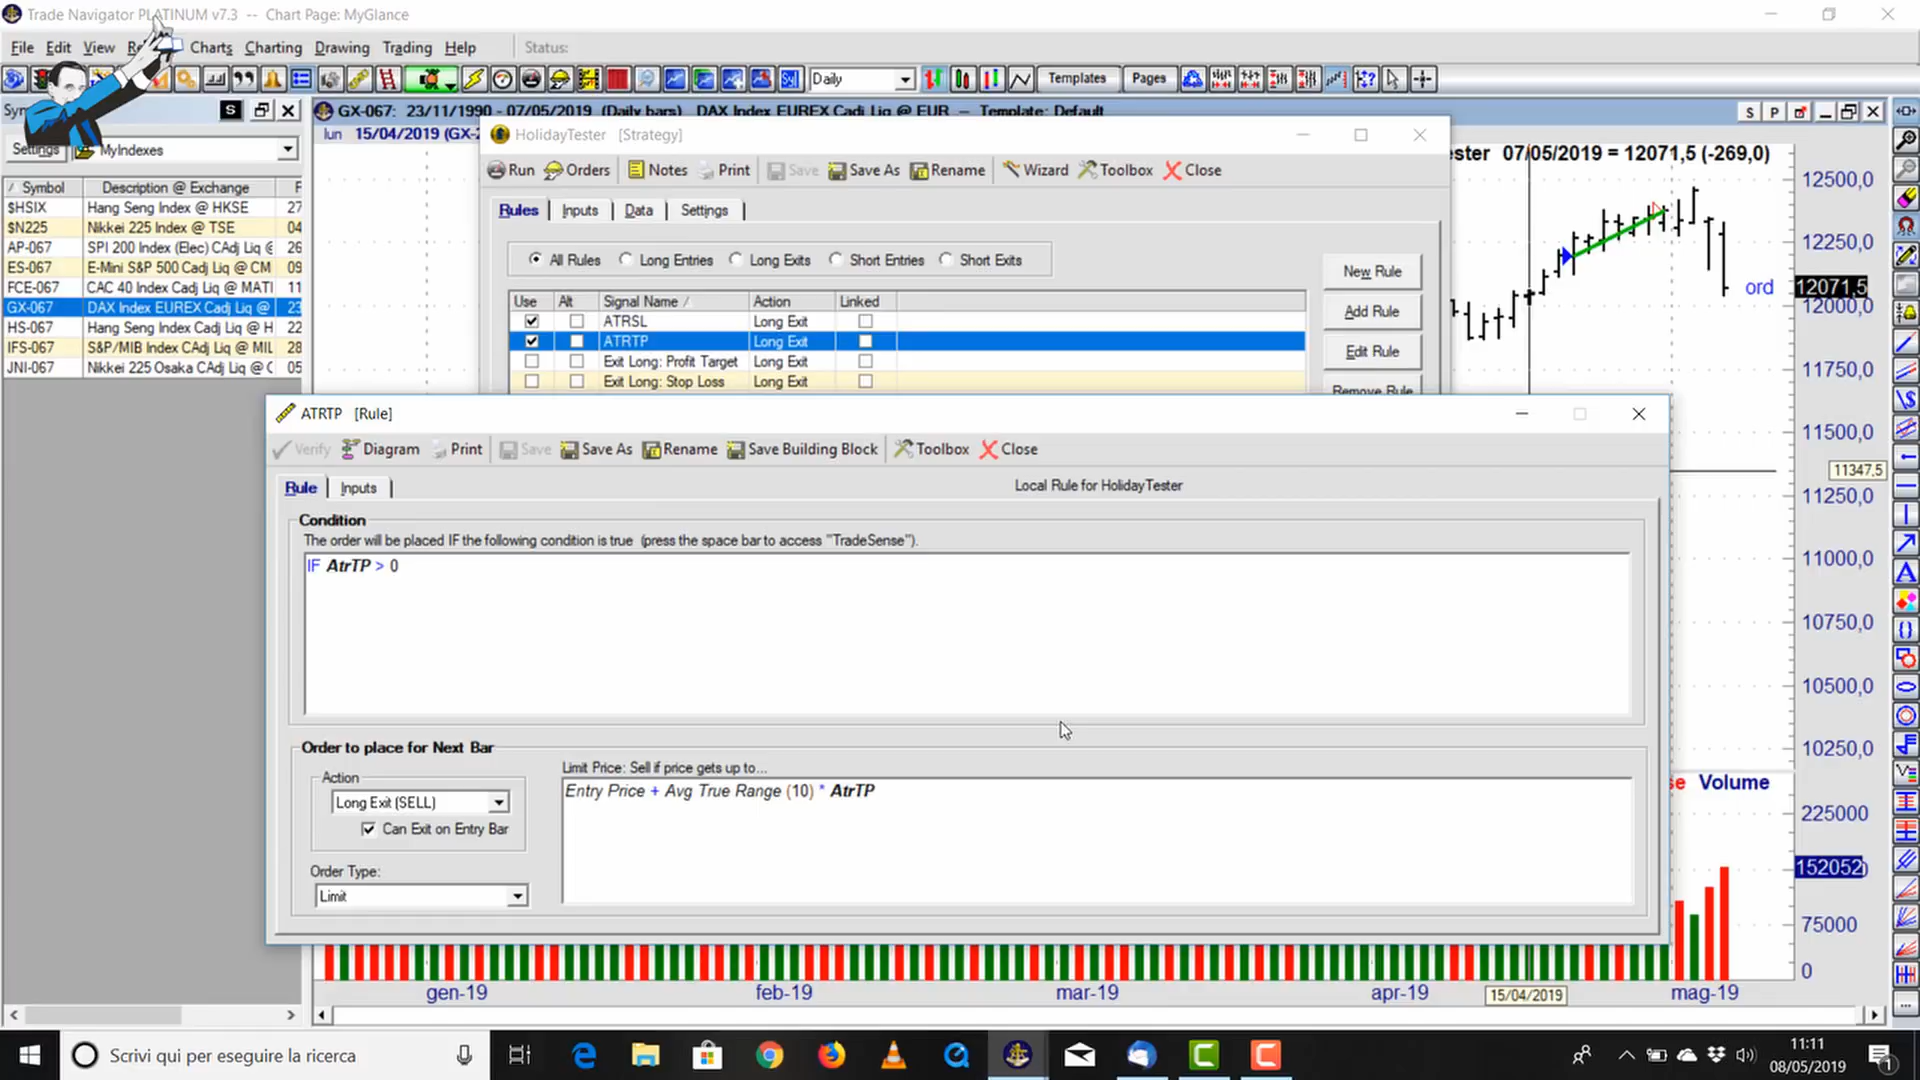 Trade Navigator PLATINUM v7.3 -- Chart Page: MyGlance
File Edit View Charts Charting Drawing Trading Help Status:
Daily Templates Pages
S
GX-067: 23/11/1990 - 07/05/2019 (Daily bars) DAX Index EUREX Cadj Liq @ EUR -- Template: Default
S P
lun 15/04/2019 (GX-
Settings MyIndexes
Symbol Description @ Exchange F
$HSIX Hang Seng Index @ HKSE 27
$N225 Nikkei 225 Index @ TSE 04
AP-067 SPI 200 Index (Elec) CAdj Liq @ 26
ES-067 E-Mini S&P 500 Cadj Liq @ CM 09
FCE-067 CAC 40 Index CAdj Liq @ MATI 11
GX-067 DAX Index EUREX Cadj Liq @ 23
HS-067 Hang Seng Index Cadj Liq @ H 22
IFS-067 S&P/MIB Index CAdj Liq @ MIL 28
JNI-067 Nikkei 225 Osaka CAdj Liq @ C 05
HolidayTester [Strategy]
Run Orders Notes Print Save Save As Rename Wizard Toolbox Close
Rules Inputs Data Settings
All Rules Long Entries Long Exits Short Entries Short Exits
New Rule
Add Rule
Edit Rule
Remove Rule
Use Alt Signal Name / Action Linked
ATRSL Long Exit
ATRTP Long Exit
Exit Long: Profit Target Long Exit
Exit Long: Stop Loss Long Exit
ester 07/05/2019 = 12071,5 (-269,0)
12500,0
12250,0
ord 12071,5
12000,0
11750,0
11500,0
11347.5
11250,0
11000,0
10750,0
10500,0
10250,0
se Volume
225000
152052
75000
0
ATRTP [Rule]
Verify Diagram Print Save Save As Rename Save Building Block Toolbox Close
Rule Inputs Local Rule for HolidayTester
Condition
The order will be placed IF the following condition is true (press the space bar to access "TradeSense").
IF AtrTP > 0
Order to place for Next Bar
Action
Long Exit (SELL)
Can Exit on Entry Bar
Order Type:
Limit
Limit Price: Sell if price gets up to...
Entry Price + Avg True Range (10) * AtrTP
gen-19 feb-19 mar-19 apr-19 15/04/2019 mag-19
Scrivi qui per eseguire la ricerca
11:11
08/05/2019
1